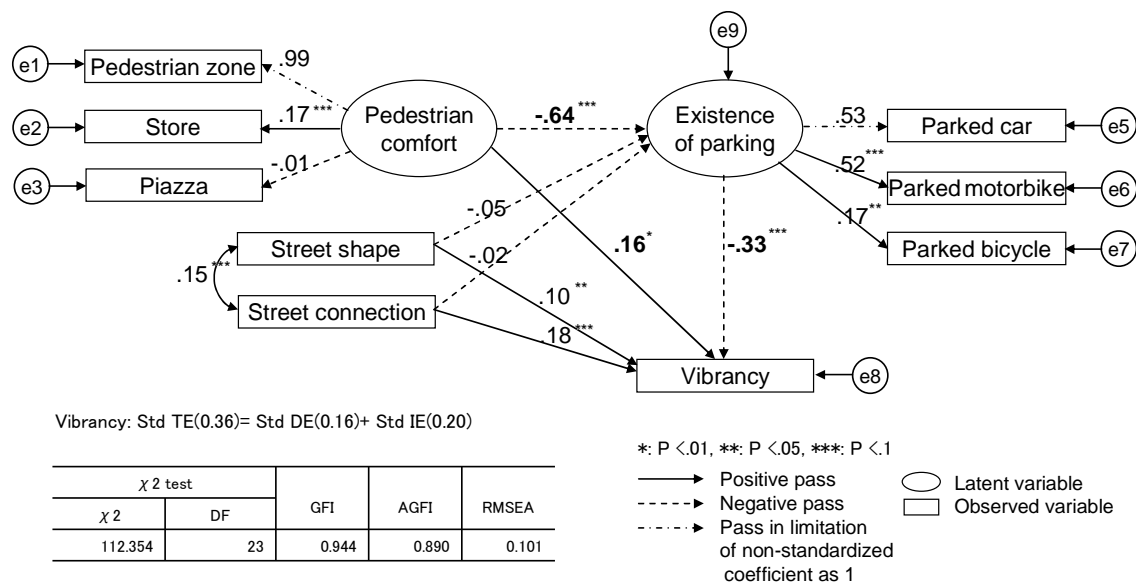 e9
e1
Pedestrian zone
.99
e2
Store
.17***
Pedestrian
comfort
-.64***
Existence
of parking
.53
Parked car
e5
e3
Piazza
-.01
.52***
Parked motorbike
e6
-.05
.17**
Parked bicycle
e7
Street shape
-.02
.16*
-.33***
.15***
Street connection
.10**
.18***
Vibrancy
e8
Vibrancy: Std TE(0.36)= Std DE(0.16)+ Std IE(0.20)
χ2 test
GFI
AGFI
RMSEA
χ2
DF
112.354
23
0.944
0.890
0.101
*: P <.01, **: P <.05, ***: P <.1
Positive pass
Negative pass
Pass in limitation
of non-standardized
coefficient as 1
Latent variable
Observed variable